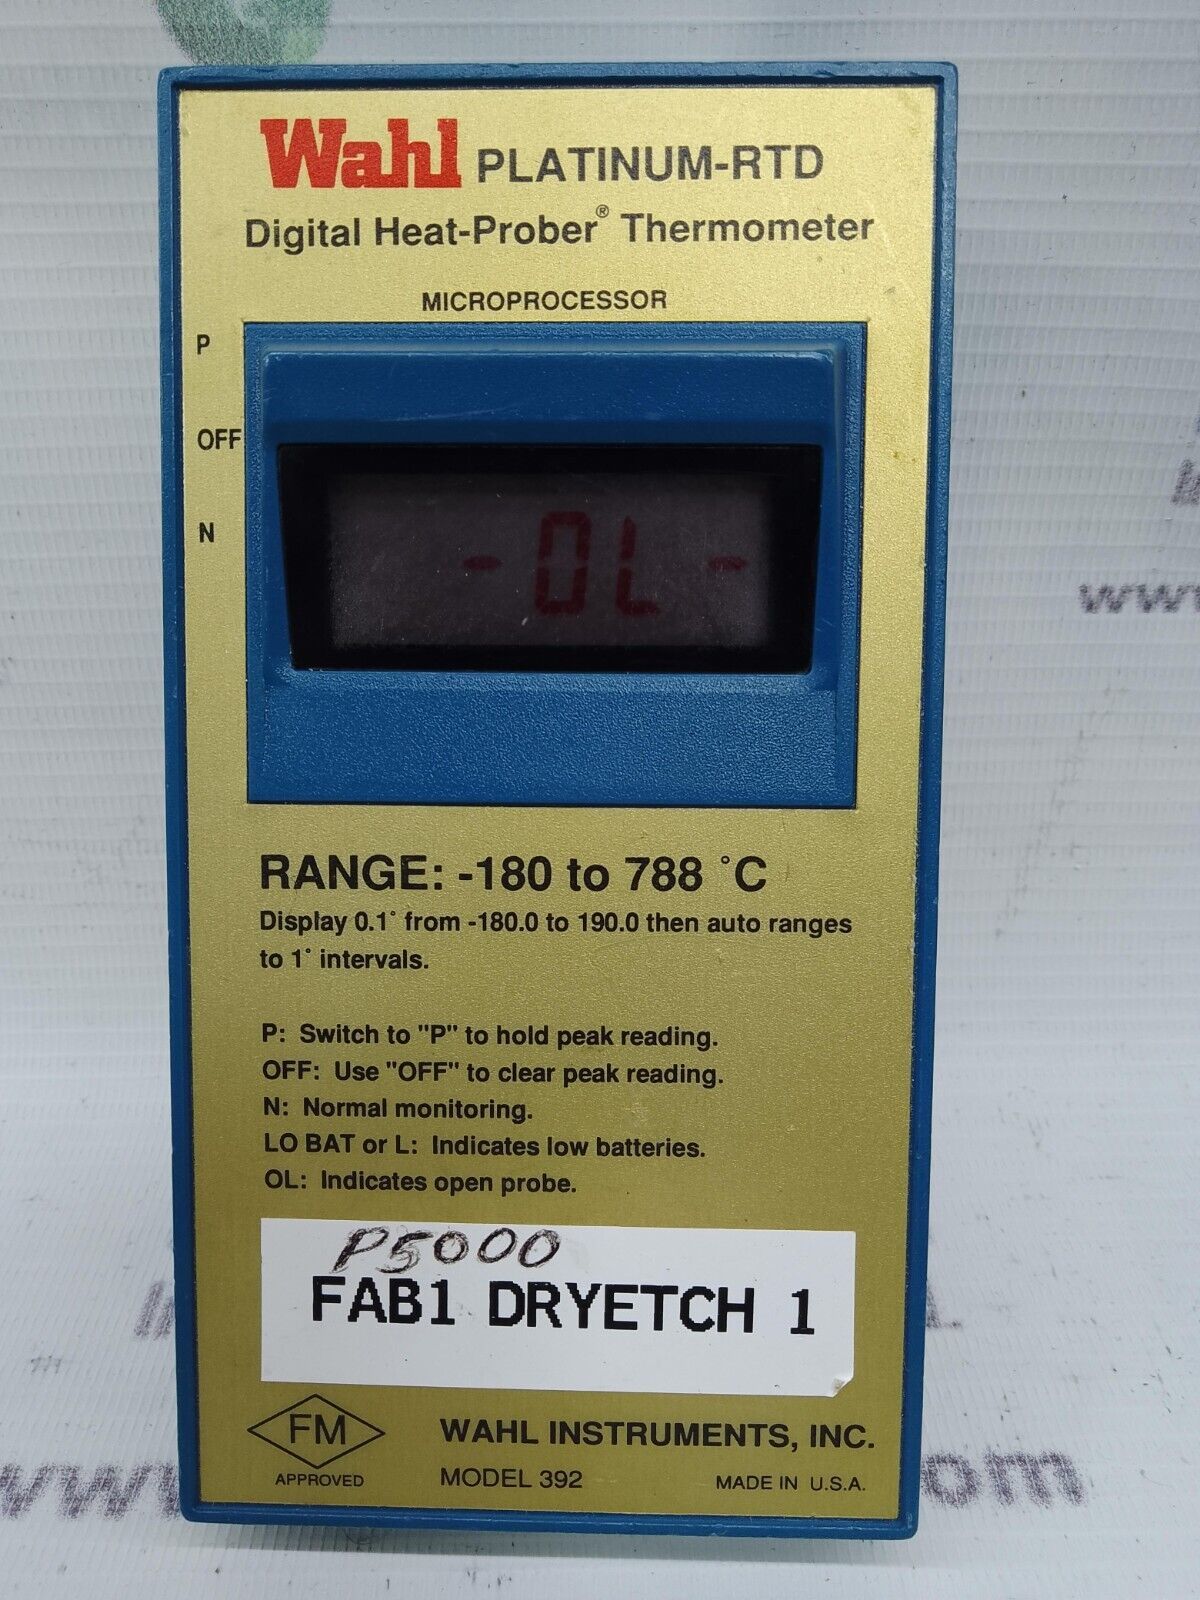 Wahl PLATINUM-RTD
Digital Heat-Prober® Thermometer
MICROPROCESSOR
P
OFF
N
-OL-
RANGE: -180 to 788 °C
Display 0.1° from -180.0 to 190.0 then auto ranges
to 1° intervals.
P: Switch to "P" to hold peak reading.
OFF: Use "OFF" to clear peak reading.
N: Normal monitoring.
LO BAT or L: Indicates low batteries.
OL: Indicates open probe.
P5000
FAB1 DRYETCH 1
FM
APPROVED
WAHL INSTRUMENTS, INC.
MODEL 392
MADE IN U.S.A.